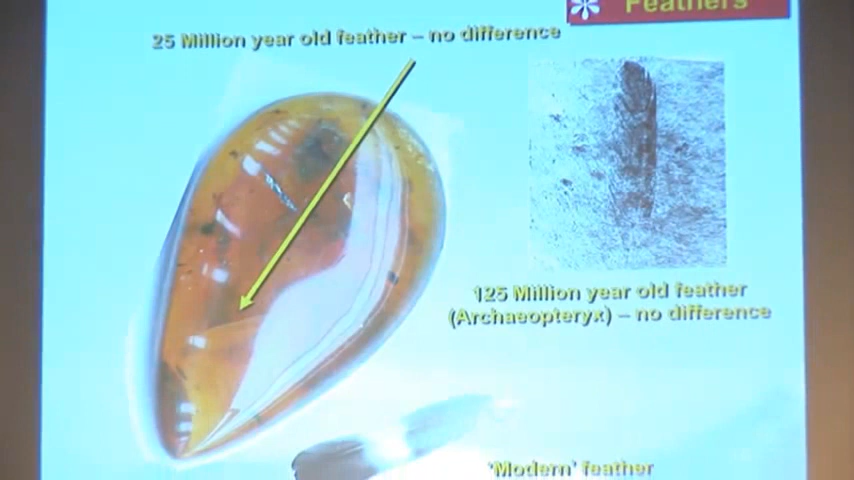 Feathers
25 Million year old feather – no difference
125 Million year old feather
(Archaeopteryx) – no difference
'Modern' feather